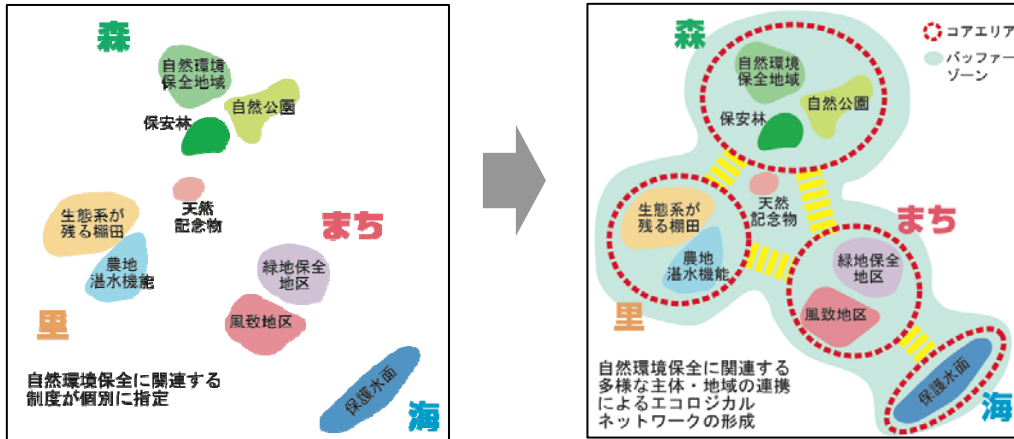 森
自然環境
保全地域
自然公園
保安林
天然
記念物
生態系が
残る棚田
まち
農地
湛水機能
緑地保全
地区
里
風致地区
自然環境保全に関連する
制度が個別に指定
保護水面
海
森
コアエリア
バッファー
ゾーン
自然環境
保全地域
自然公園
保安林
天然
記念物
生態系が
残る棚田
まち
農地
湛水機能
緑地保全
地区
里
風致地区
自然環境保全に関連する
多様な主体・地域の連携
によるエコロジカル
ネットワークの形成
保護水面
海